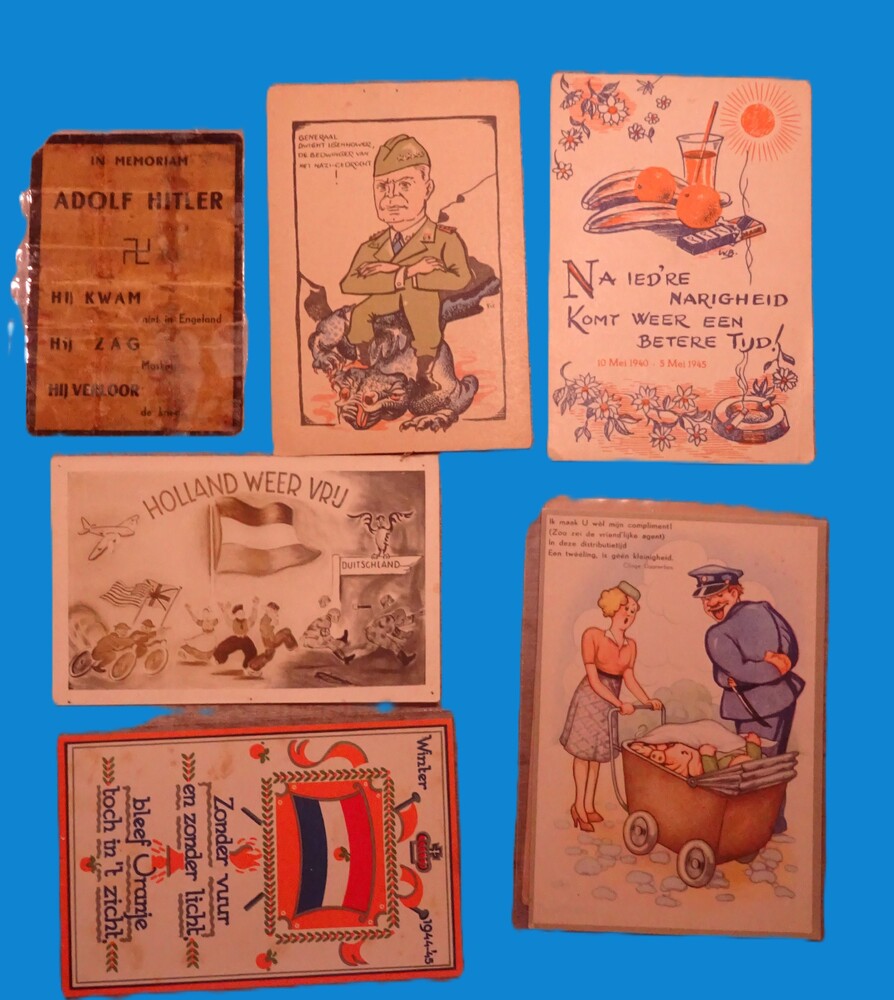 IN MEMORIAM
ADOLF HITLER
HIJ KWAM
niet in Engeland
HIJ ZAG
HIJ VERLOOR
de
GENERAAL
DWIGHT EISENHOWER,
DE BEDWINGER VAN
HET NAZI-GEDROCHT
!
NA IED'RE
NARIGHEID
KOMT WEER EEN
BETERE TIJD!
10 Mei 1940 - 5 Mei 1945
HOLLAND WEER VRIJ
DUITSCHLAND
Ik maak U wel mijn compliment!
(Zoo zei de vriend'lijke agent)
In deze distributietijd
Een tweeling, is geen kleinigheid.
Winter 1944-45
Zonder vuur
en zonder licht
bleef Oranje
toch in 't zicht